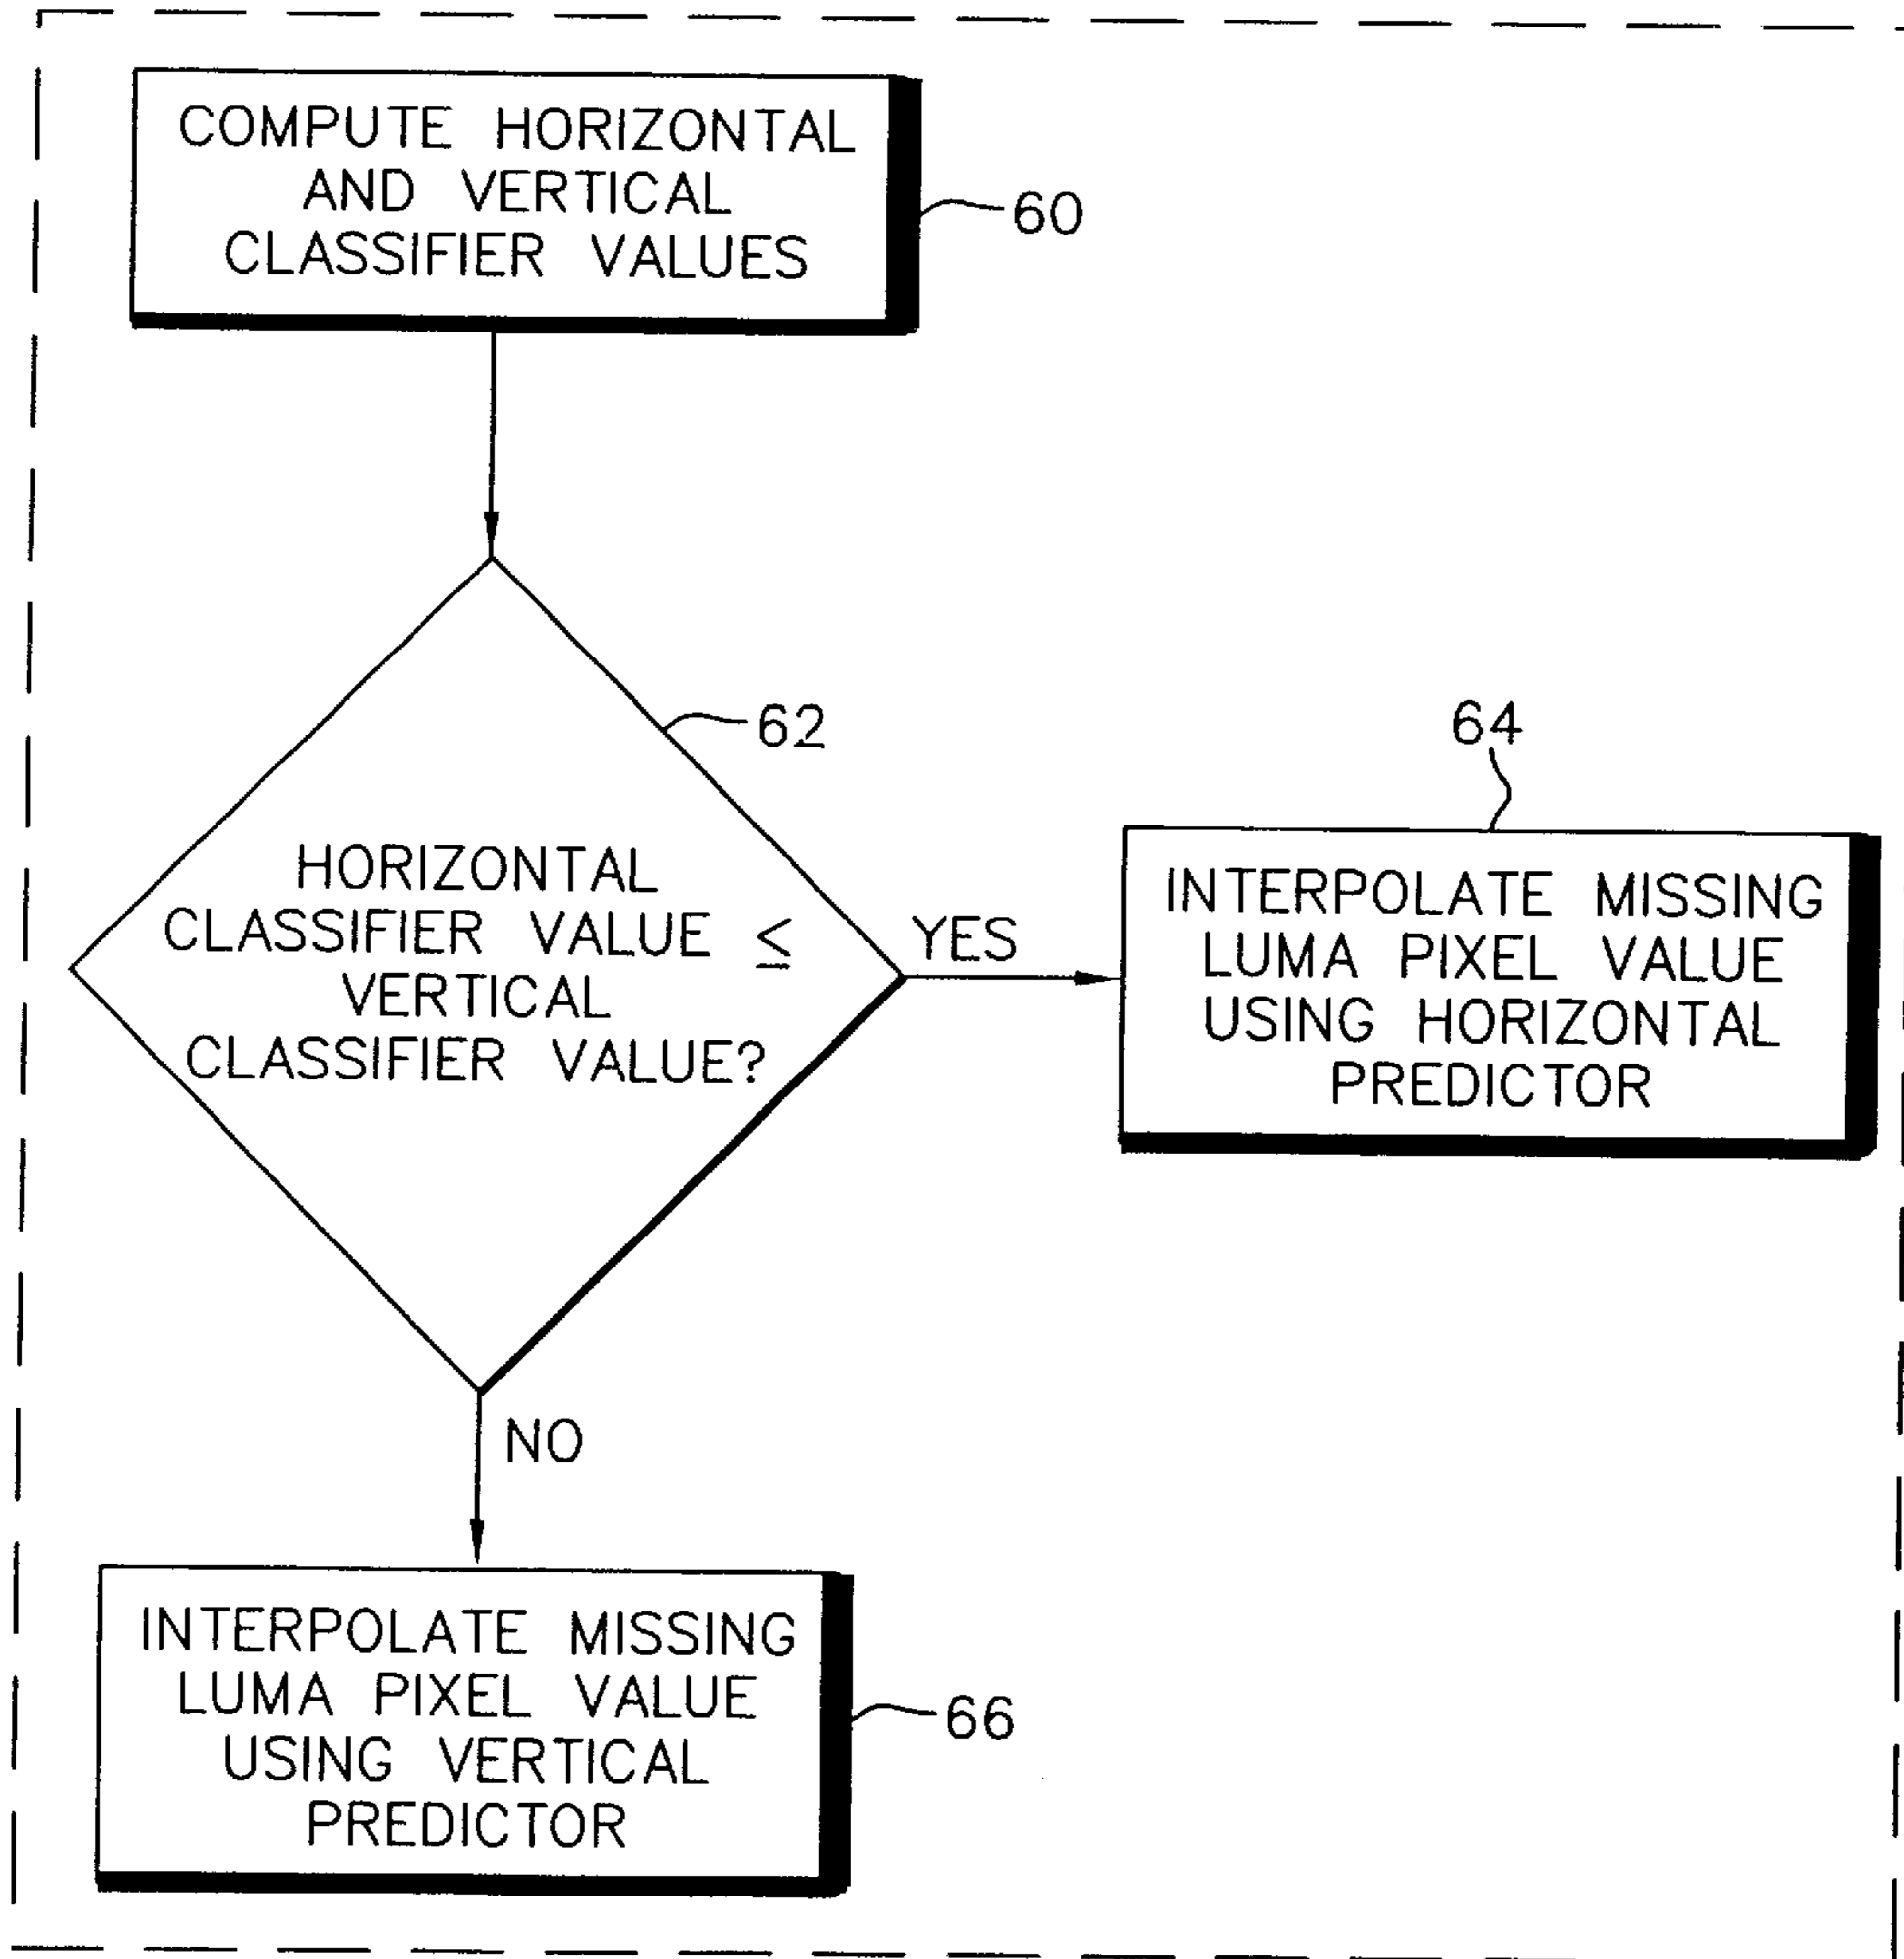 COMPUTE HORIZONTAL
AND VERTICAL
CLASSIFIER VALUES
60
62
HORIZONTAL
CLASSIFIER VALUE ≤
VERTICAL
CLASSIFIER VALUE?
YES
64
INTERPOLATE MISSING
LUMA PIXEL VALUE
USING HORIZONTAL
PREDICTOR
NO
INTERPOLATE MISSING
LUMA PIXEL VALUE
USING VERTICAL
PREDICTOR
66